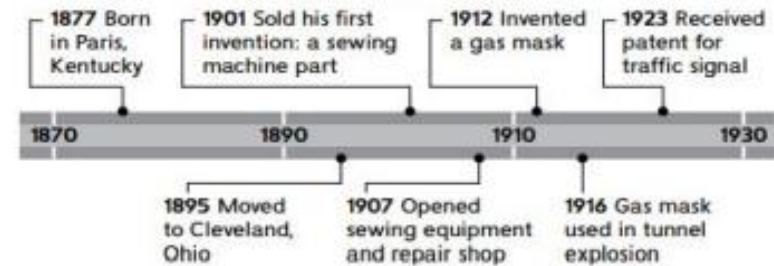 1877 Born
in Paris,
Kentucky
1901 Sold his first
invention: a sewing
machine part
1912 Invented
a gas mask
1923 Received
patent for
traffic signal
1870
1890
1910
1930
1895 Moved
to Cleveland,
Ohio
1907 Opened
sewing equipment
and repair shop
1916 Gas mask
used in tunnel
explosion